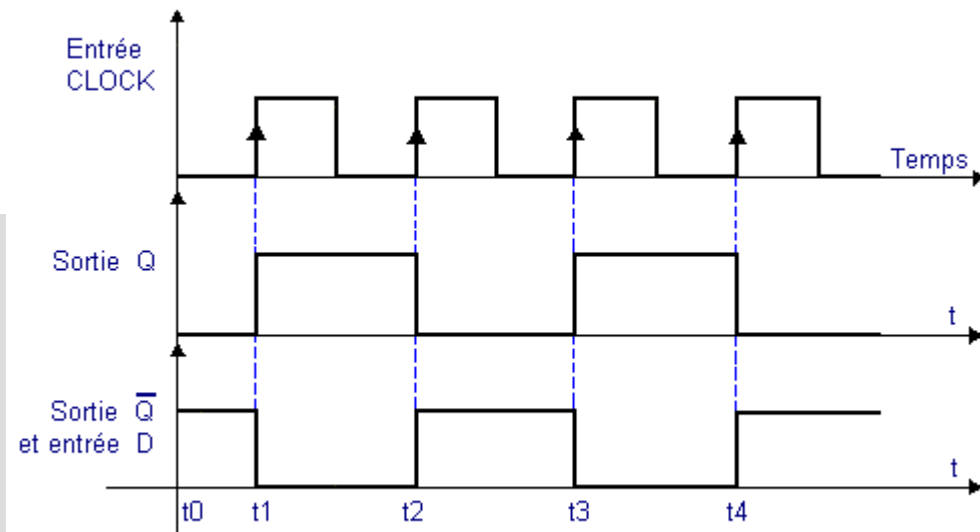 Entrée
CLOCK
Temps
Sortie Q
t
Sortie Q̅
et entrée D
t
t0 t1 t2 t3 t4